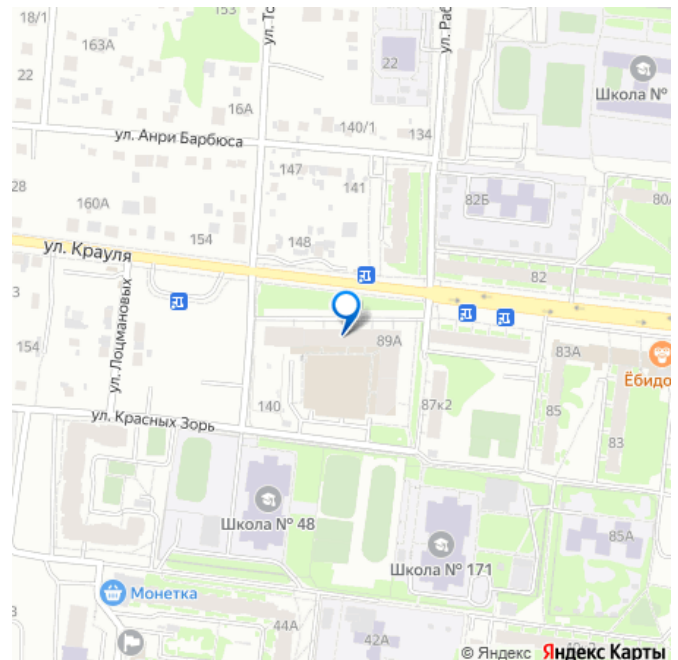 18/1
153
163А
ул. То
ул. Раб
22
22
16А
Школа №
ул. Анри Барбюса
140/1
134
147
28
141
82Б
80А
160А
154
148
ул. Крауля
82
3
154
ул. Лоцмановых
89А
83А
Ёбидо
140
87к2
85
ул. Красных Зорь
83
Школа № 48
85А
Школа № 171
Монетка
44А
42А
© Яндекс Яндекс Карты